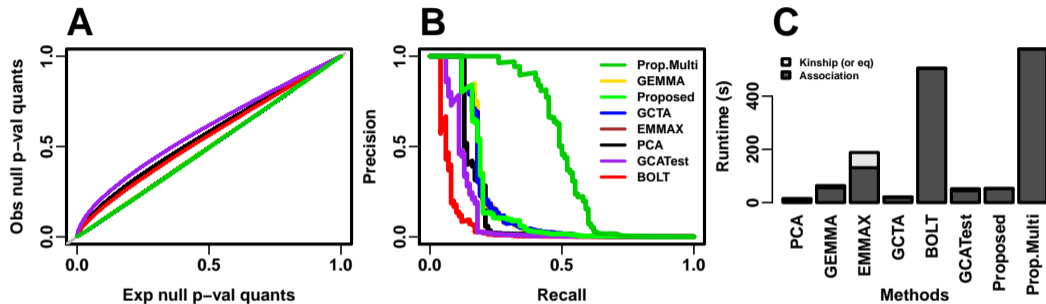 A
Obs null p-val quants
1.0
0.5
0.0
0.0
0.5
1.0
Exp null p-val quants
B
Precision
1.0
0.5
0.0
Prop.Multi
GEMMA
Proposed
GCTA
EMMAX
PCA
GCATest
BOLT
0.0
0.5
1.0
Recall
C
Runtime (s)
400
200
0
Kinship (or eq)
Association
PCA
GEMMA
EMMAX
GCTA
BOLT
GCATest
Proposed
Prop.Multi
Methods